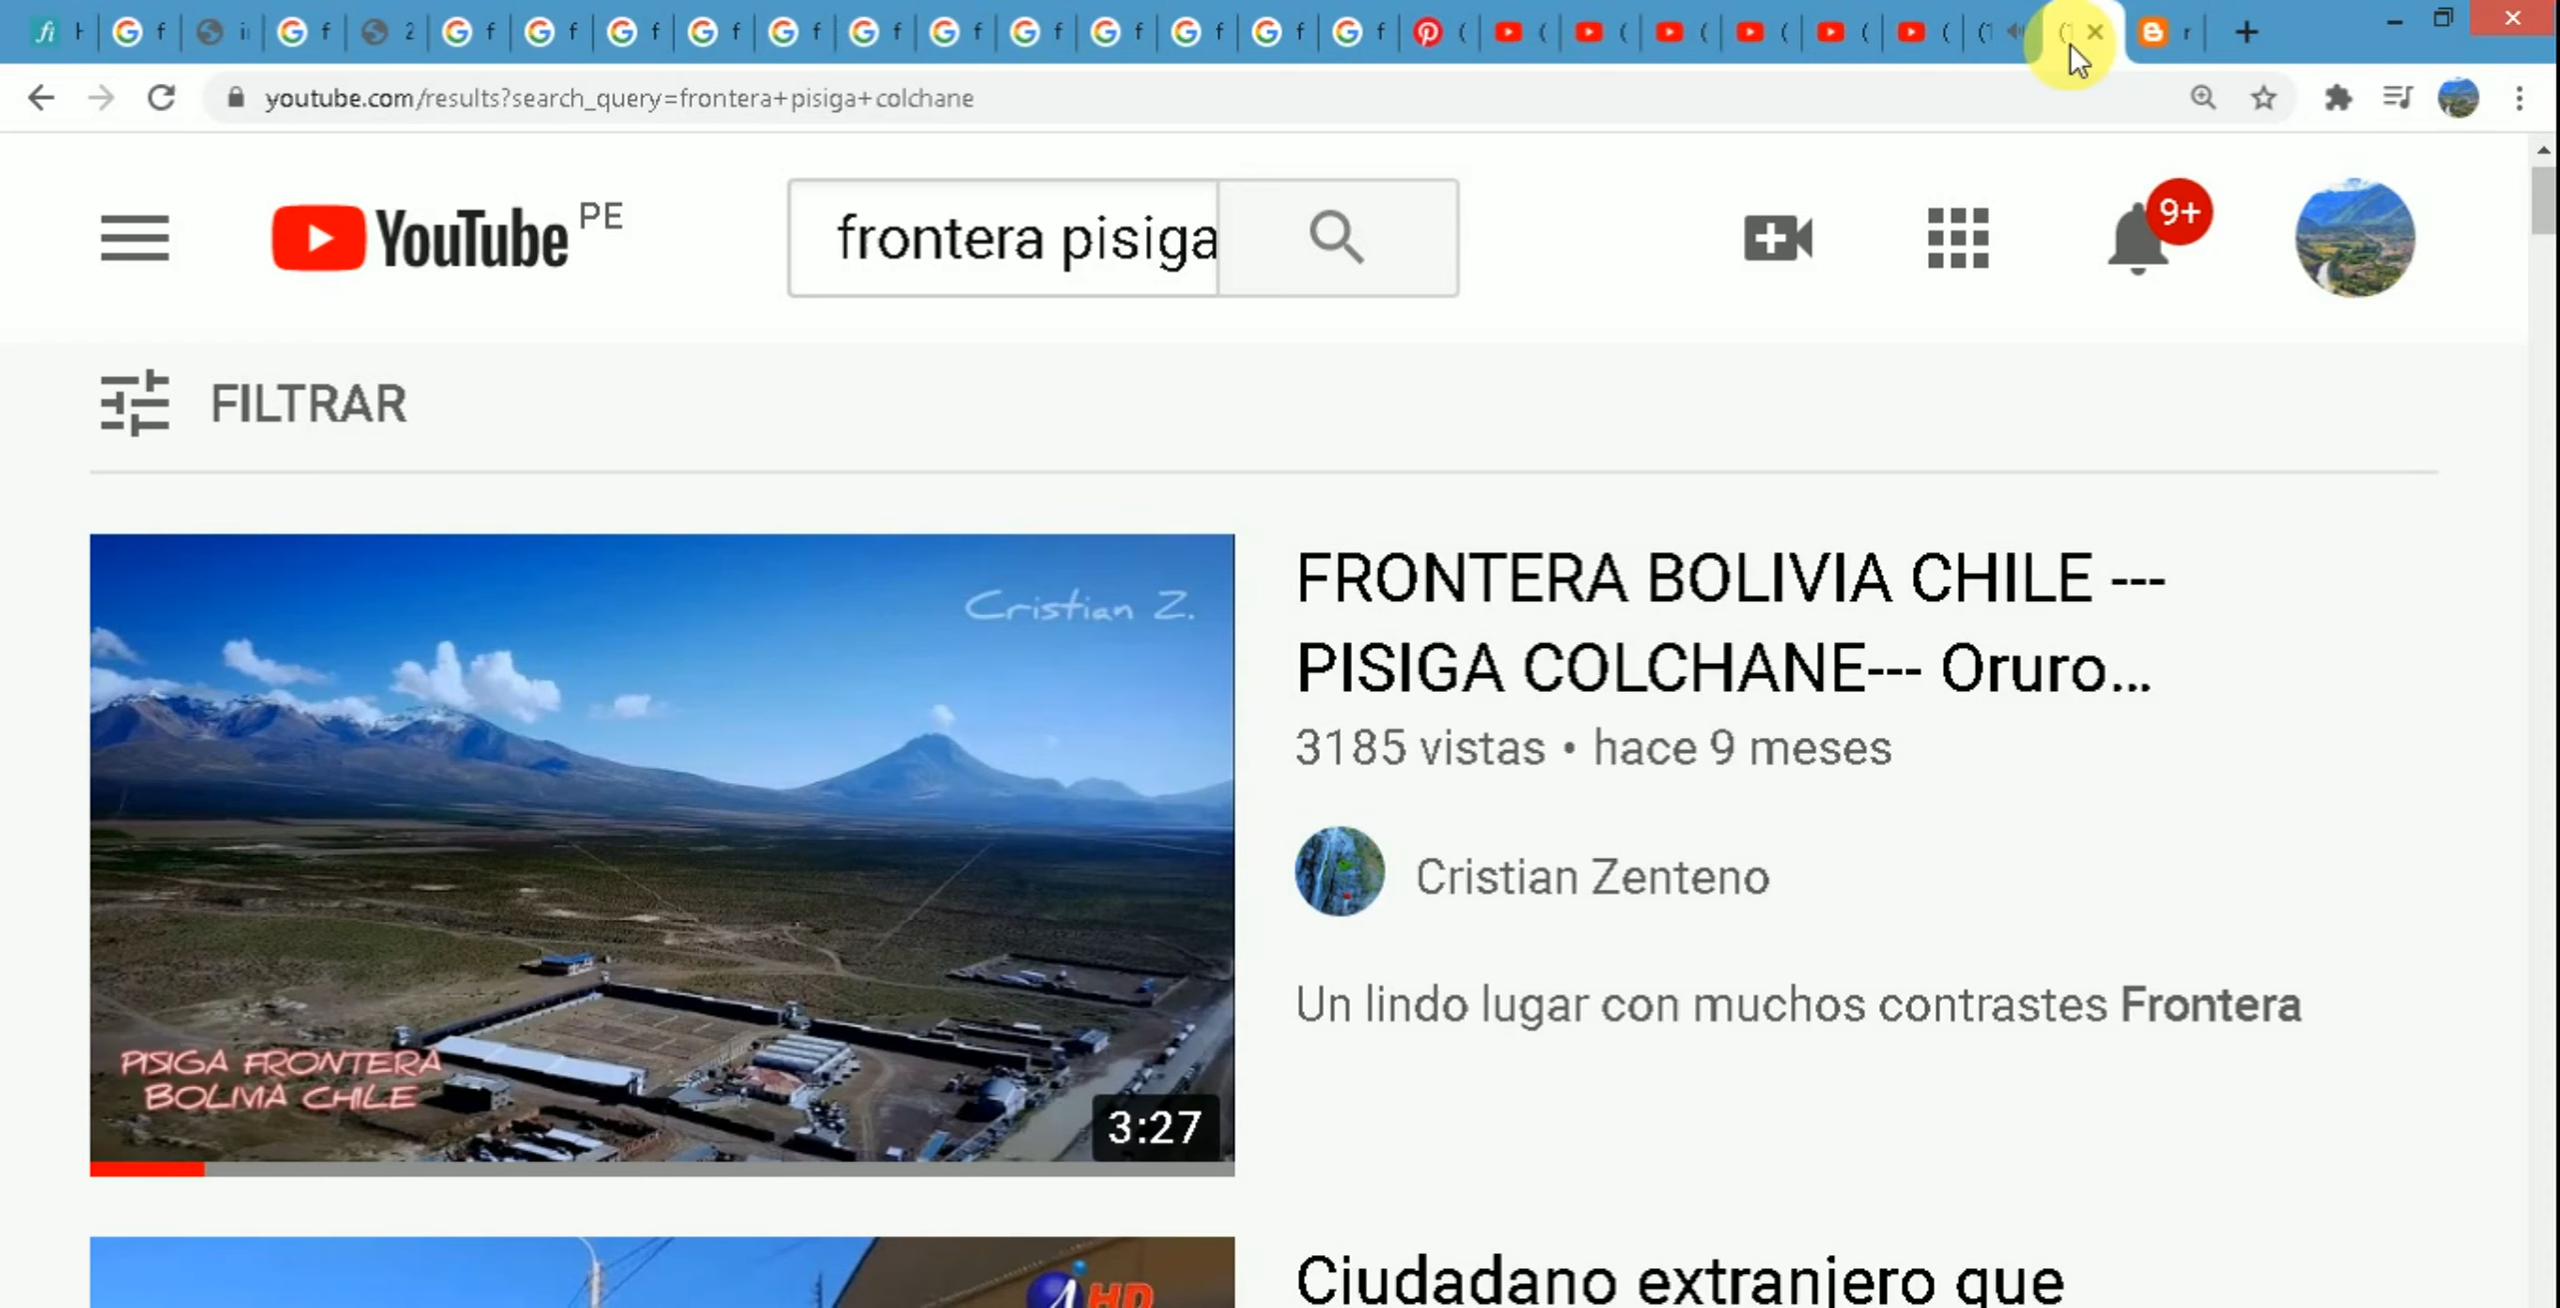 youtube.com/results?search_query=frontera+pisiga+colchane
YouTube PE
frontera pisiga
9+
FILTRAR
Cristian Z.
PISIGA FRONTERA
BOLIVIA CHILE
3:27
FRONTERA BOLIVIA CHILE ---
PISIGA COLCHANE--- Oruro...
3185 vistas • hace 9 meses
Cristian Zenteno
Un lindo lugar con muchos contrastes Frontera
HD
Ciudadano extranjero que